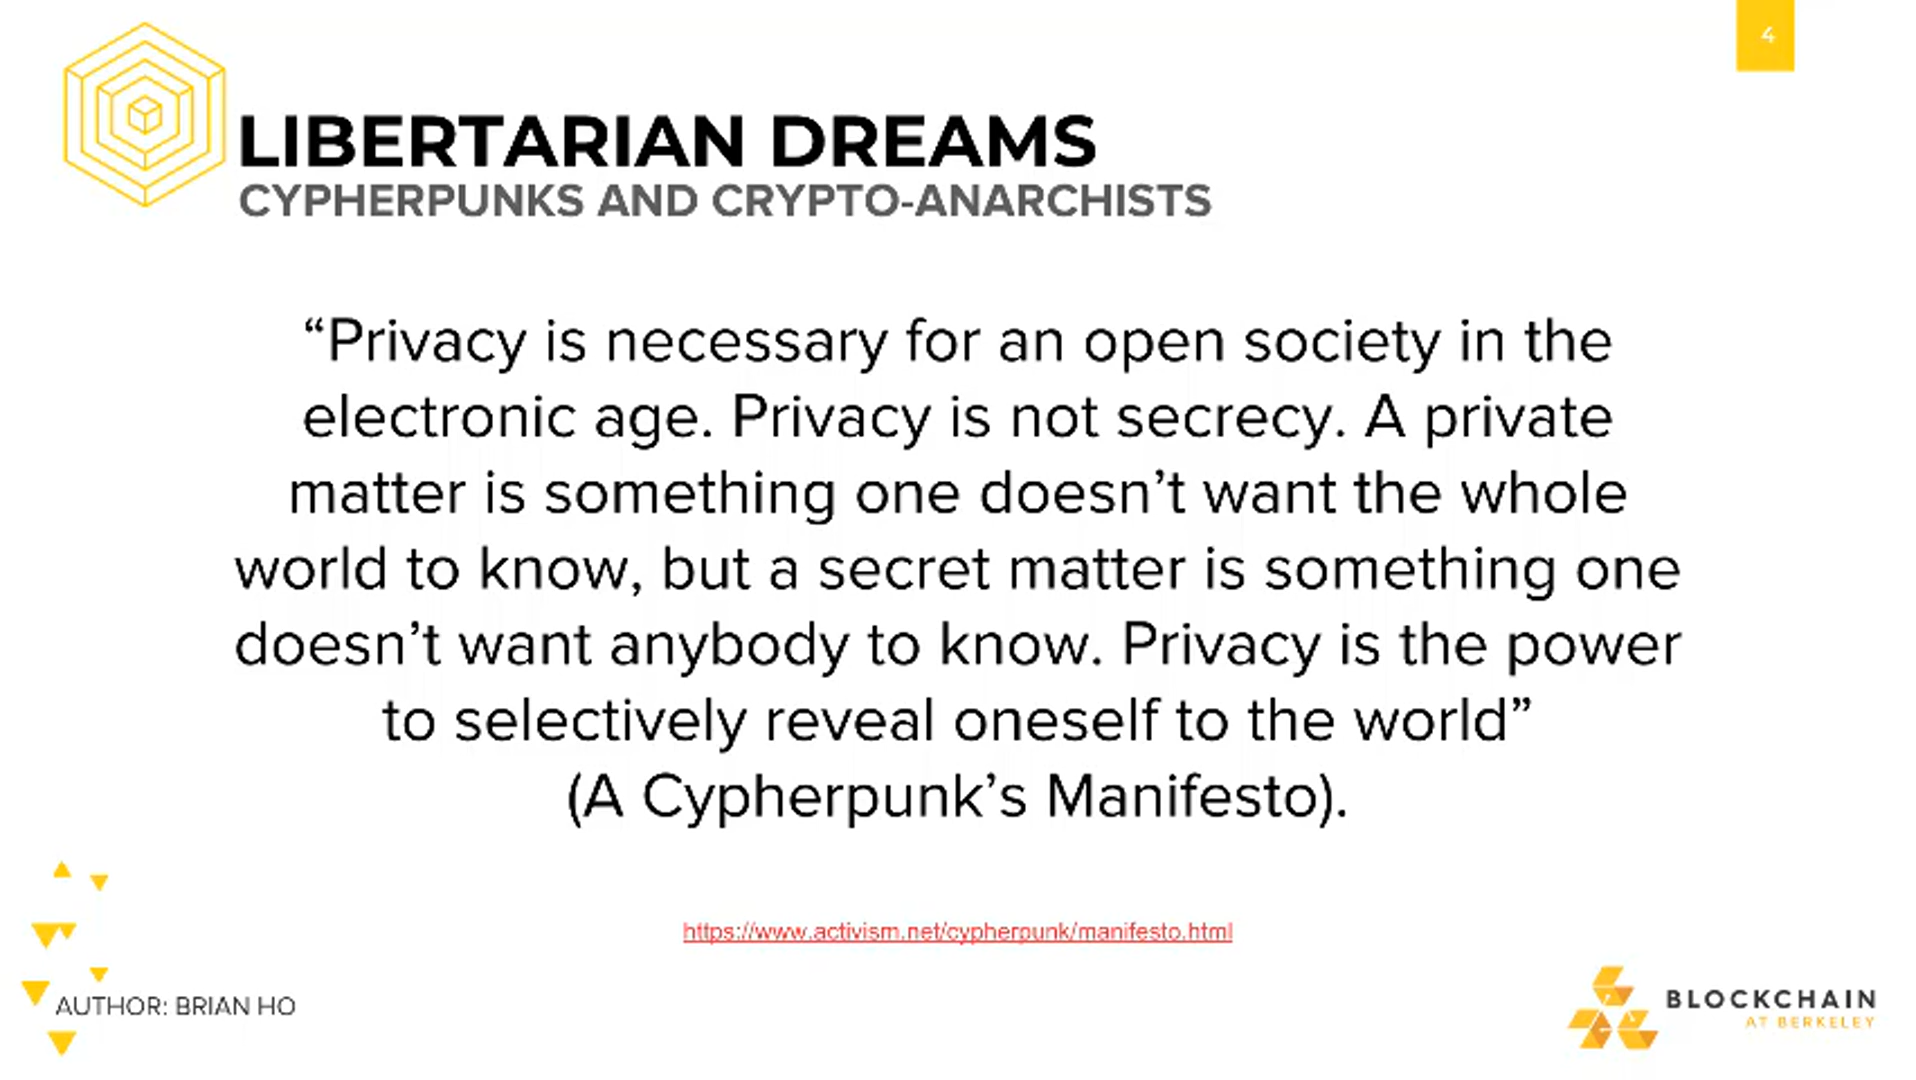 4
LIBERTARIAN DREAMS
CYPHERPUNKS AND CRYPTO-ANARCHISTS
“Privacy is necessary for an open society in the
electronic age. Privacy is not secrecy. A private
matter is something one doesn’t want the whole
world to know, but a secret matter is something one
doesn’t want anybody to know. Privacy is the power
to selectively reveal oneself to the world”
(A Cypherpunk’s Manifesto).
https://www.activism.net/cypherpunk/manifesto.html
AUTHOR: BRIAN HO
BLOCKCHAIN
AT BERKELEY